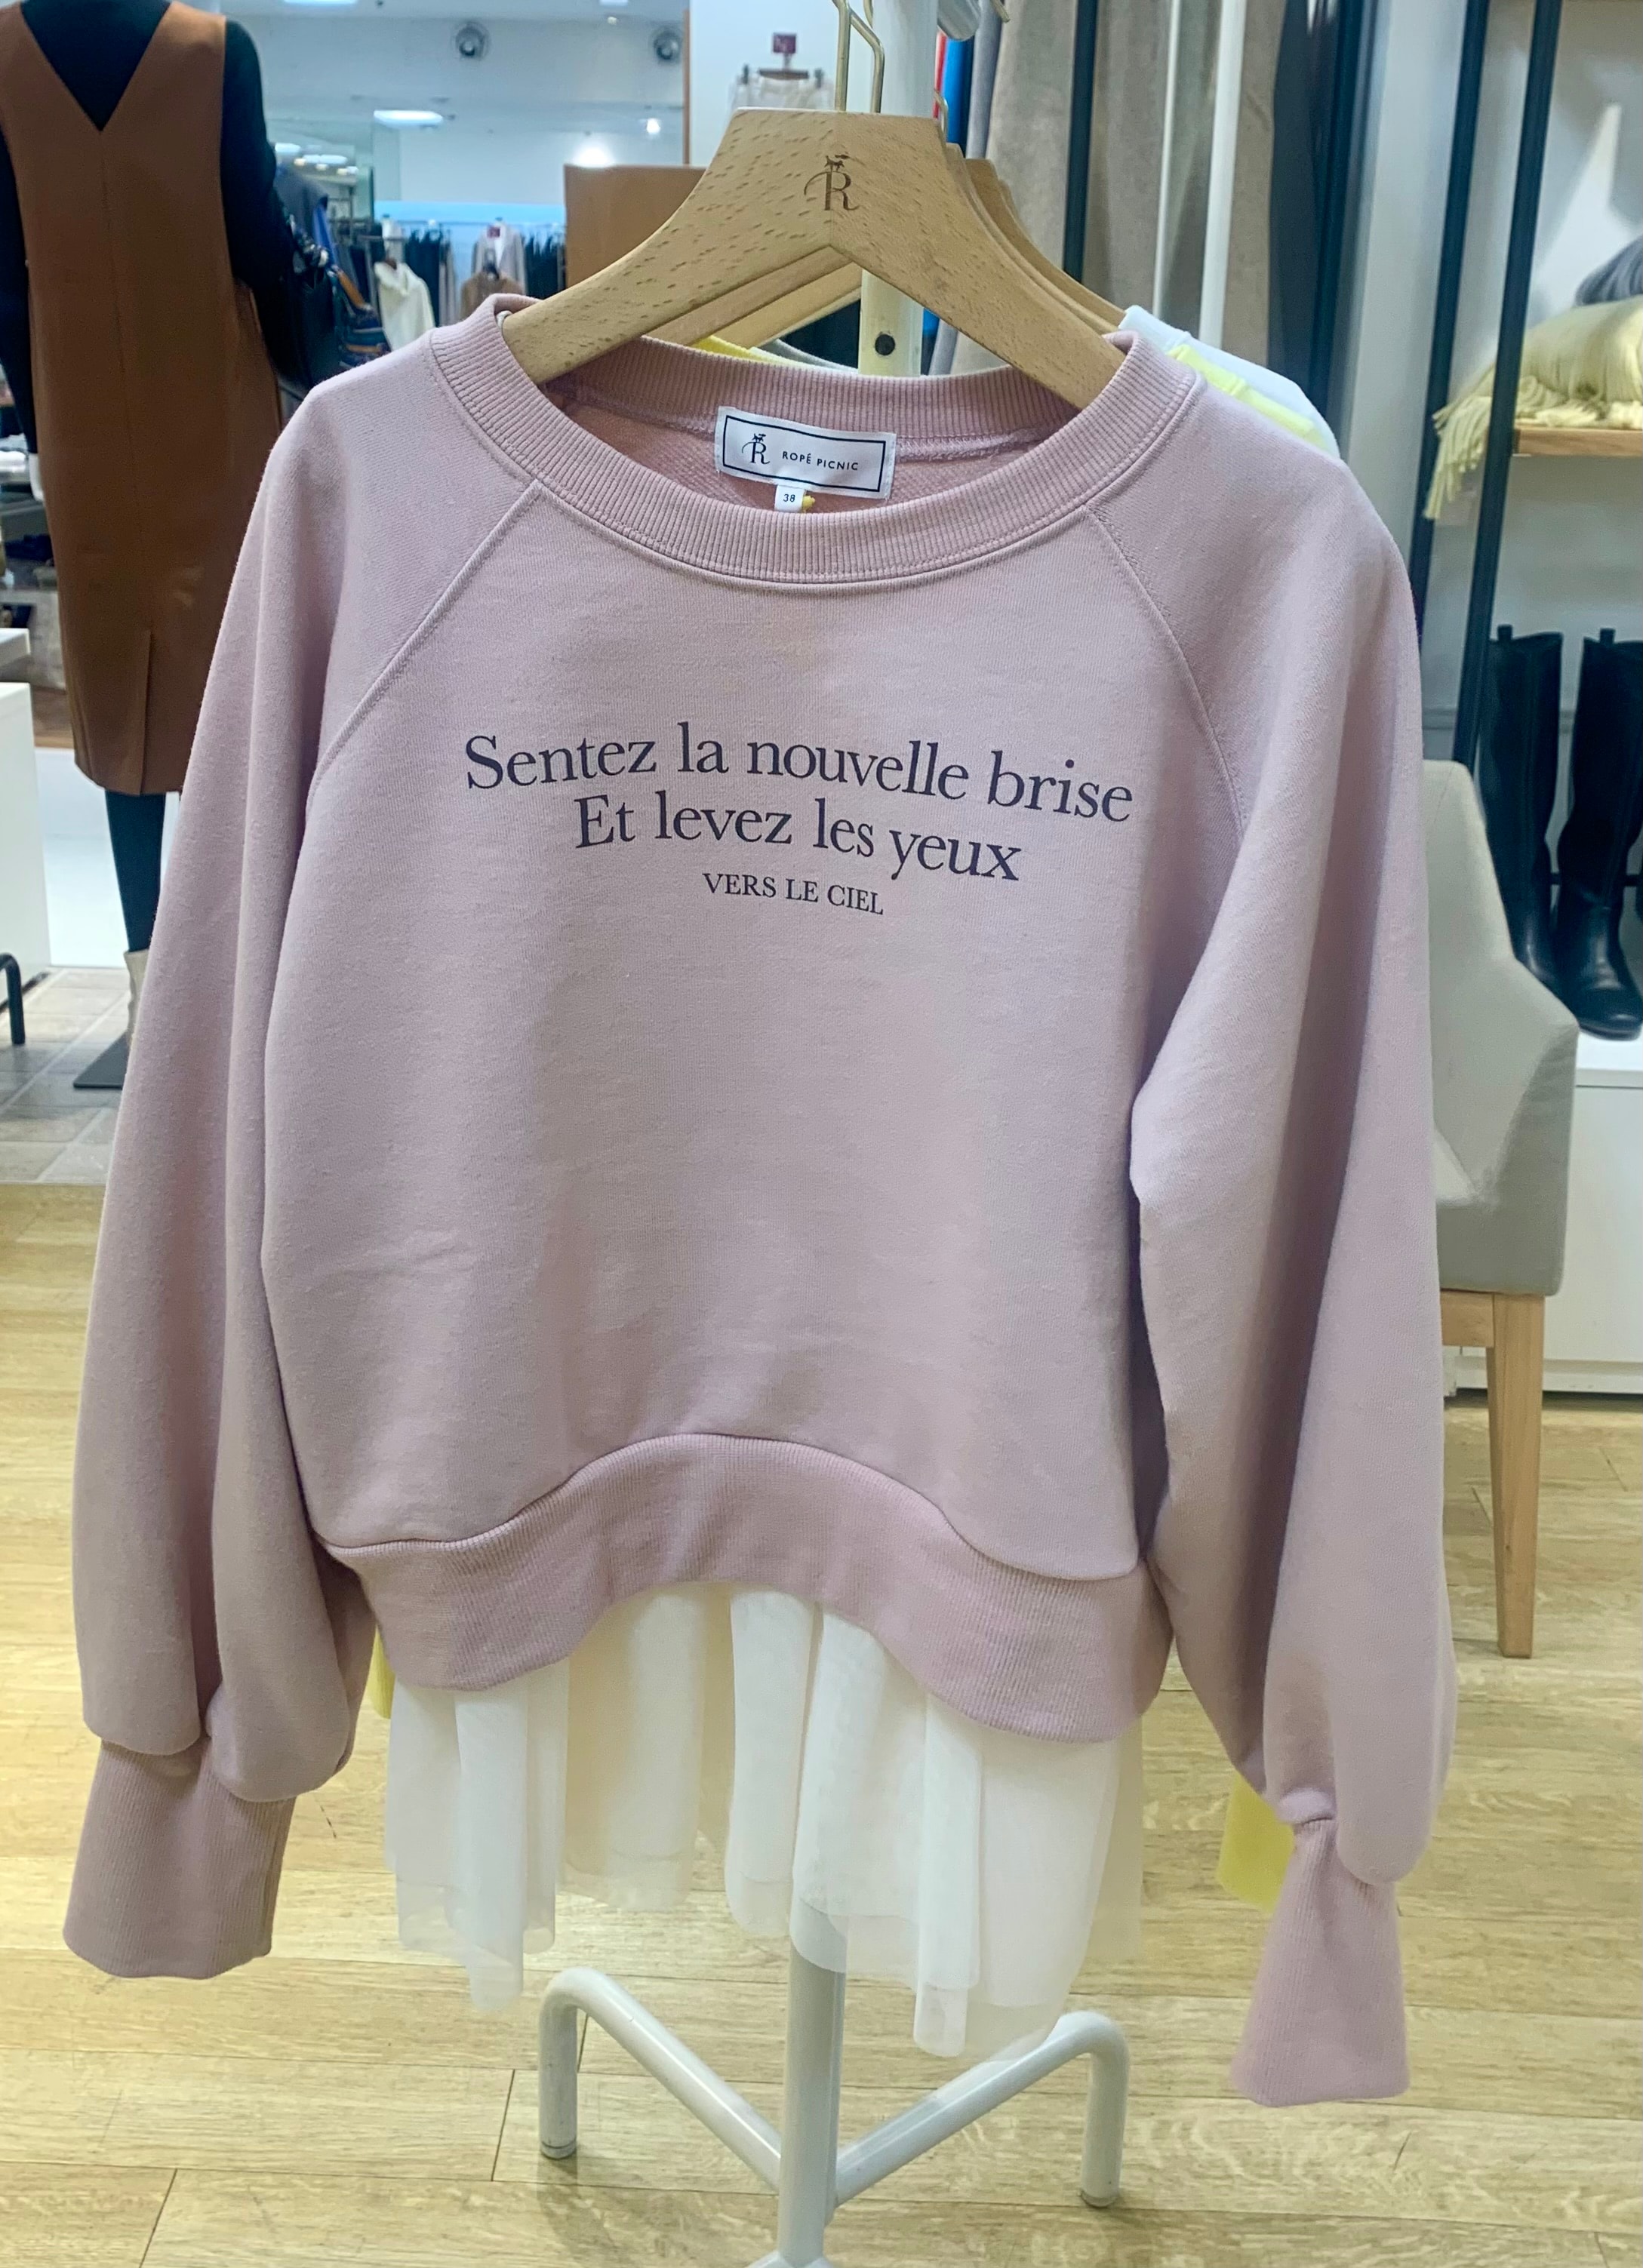 R
R ROPÉ PICNIC
38
Sentez la nouvelle brise
Et levez les yeux
VERS LE CIEL